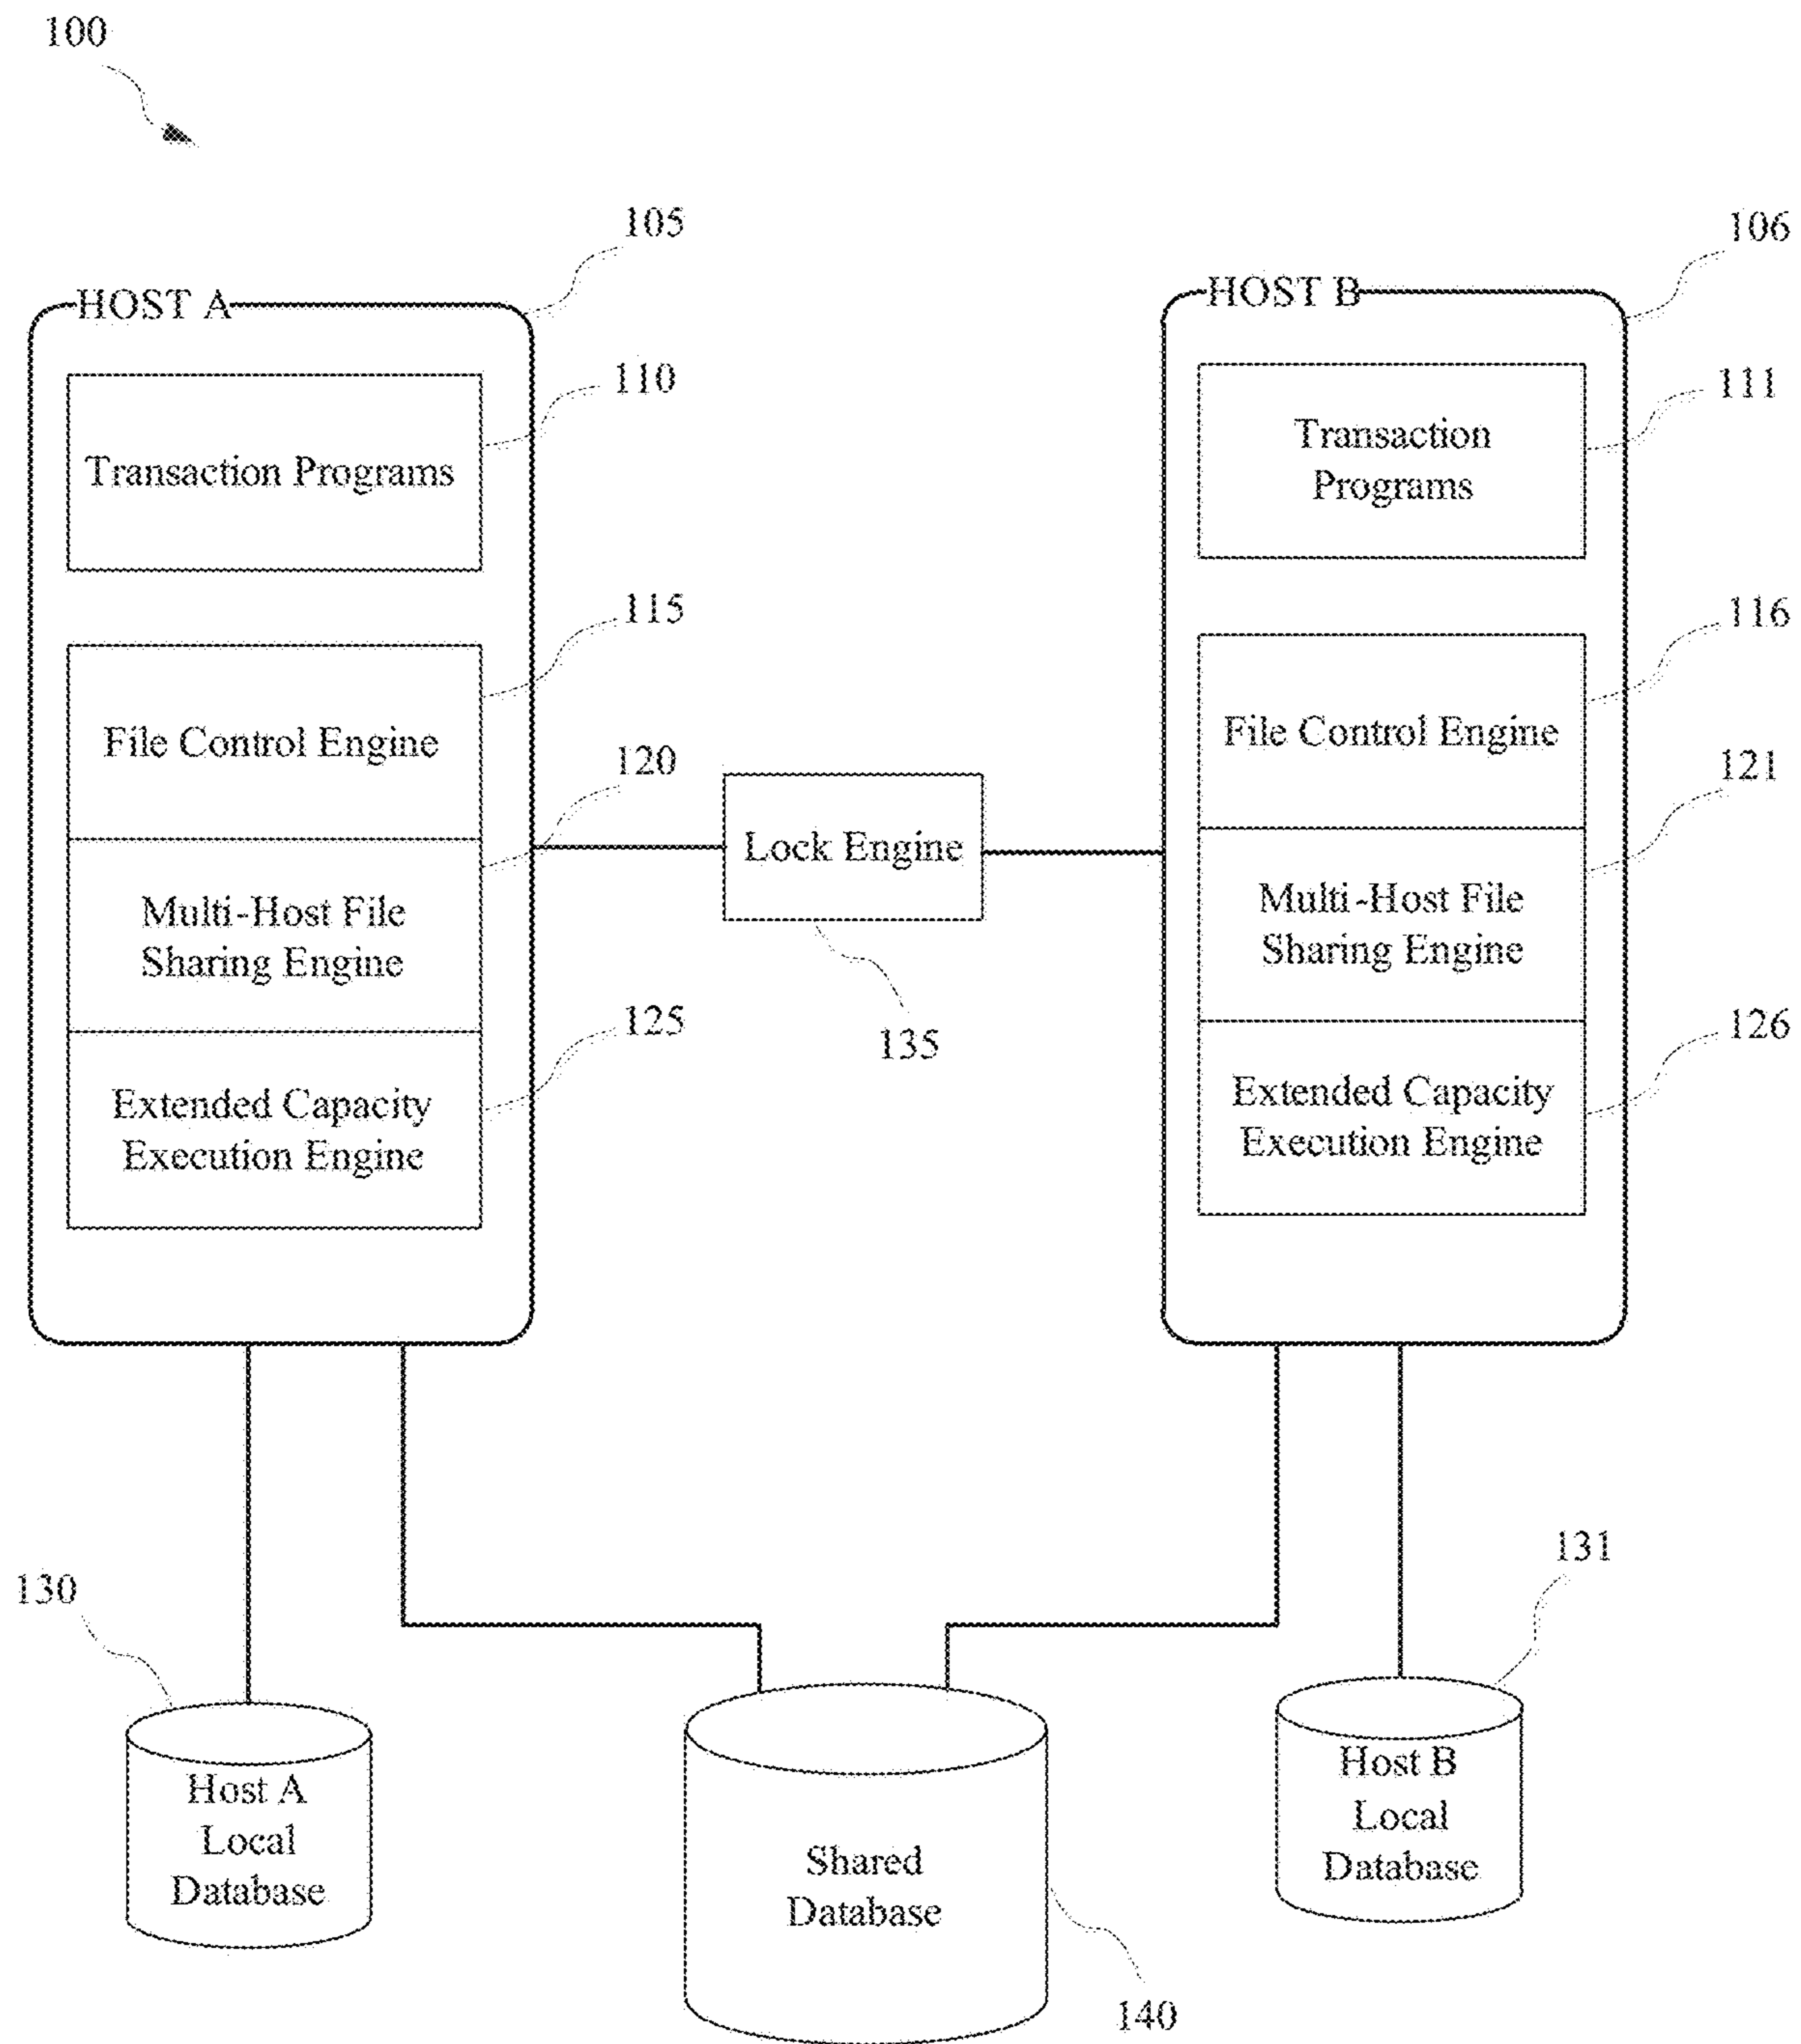 100
105
106
HOST A
HOST B
110
111
Transaction Programs
Transaction
Programs
115
116
File Control Engine
File Control Engine
120
121
Lock Engine
Multi-Host File
Sharing Engine
Multi-Host File
Sharing Engine
135
125
126
Extended Capacity
Execution Engine
Extended Capacity
Execution Engine
130
131
Host A
Local
Database
Shared
Database
Host B
Local
Database
140